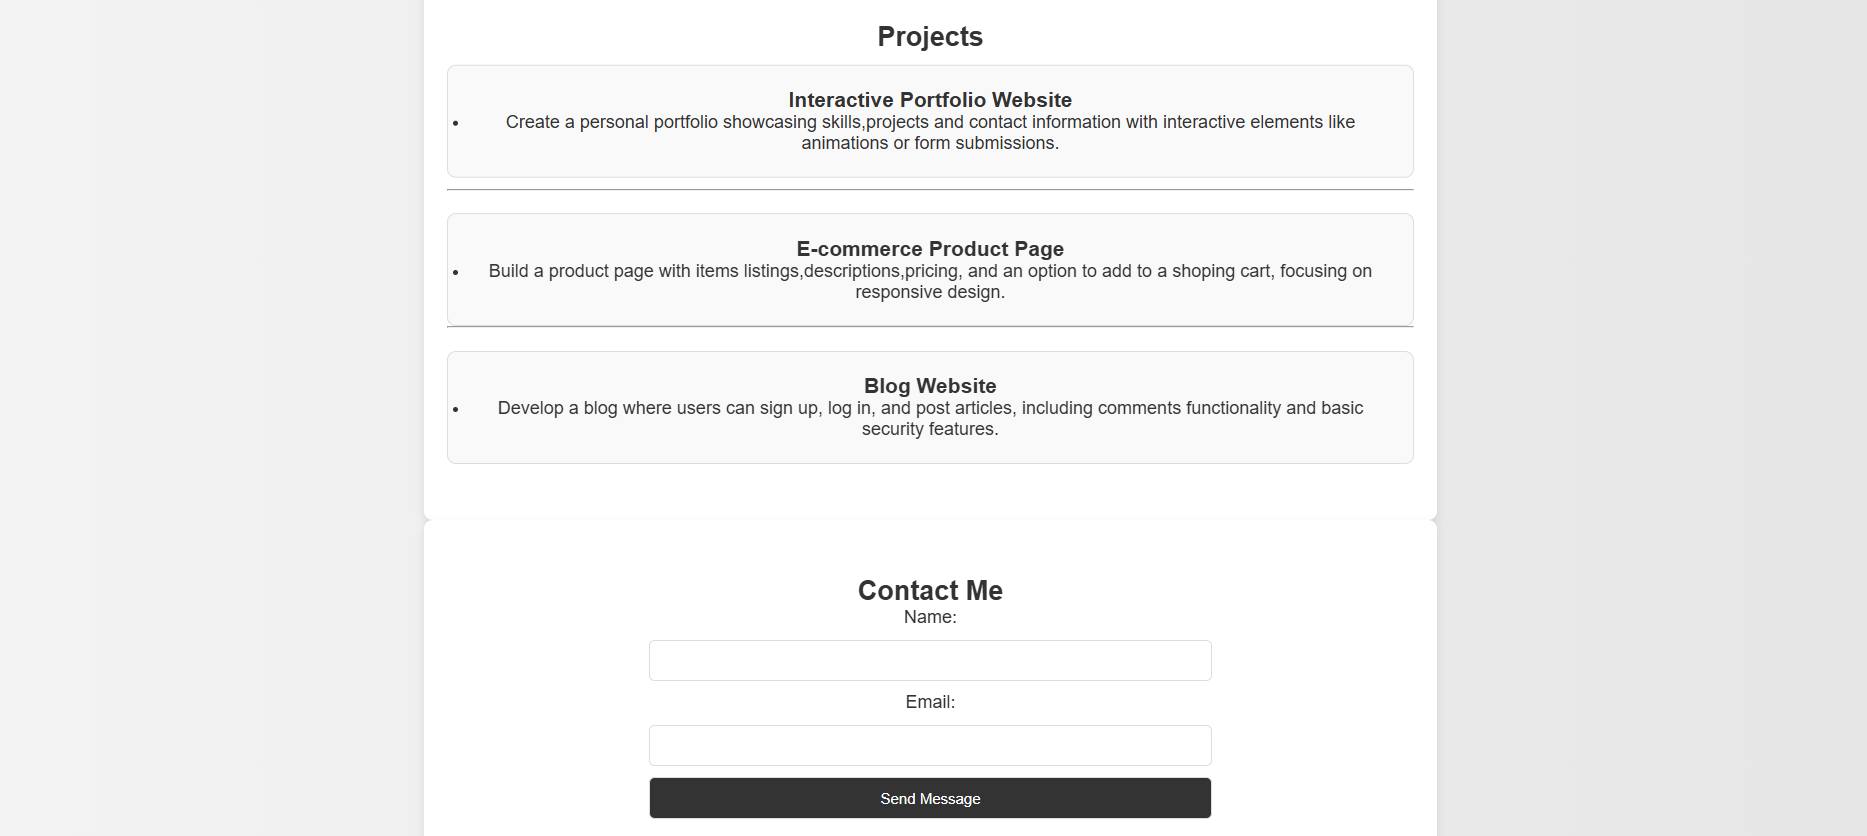 Projects
Interactive Portfolio Website
• Create a personal portfolio showcasing skills,projects and contact information with interactive elements like
animations or form submissions.
E-commerce Product Page
• Build a product page with items listings,descriptions,pricing, and an option to add to a shoping cart, focusing on
responsive design.
Blog Website
• Develop a blog where users can sign up, log in, and post articles, including comments functionality and basic
security features.
Contact Me
Name:
Email:
Send Message